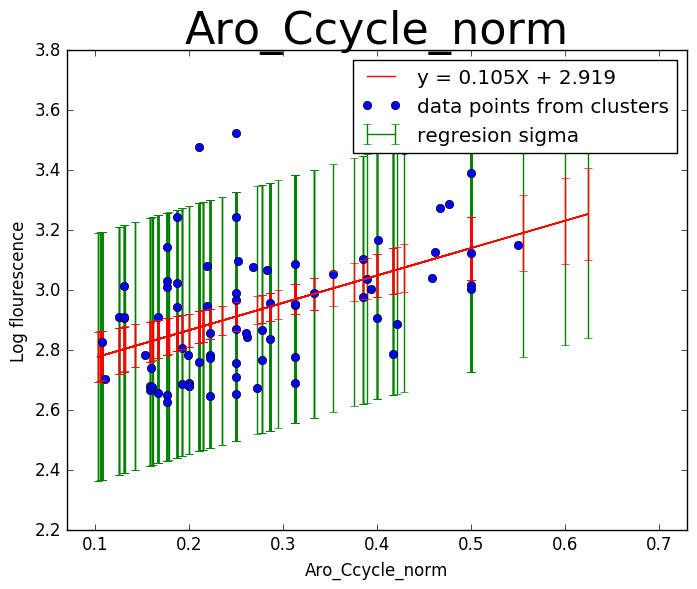 Aro_Ccycle_norm
y = 0.105X + 2.919
data points from clusters
regresion sigma
Log flourescence
3.8
3.6
3.4
3.2
3.0
2.8
2.6
2.4
2.2
0.1 0.2 0.3 0.4 0.5 0.6 0.7
Aro_Ccycle_norm